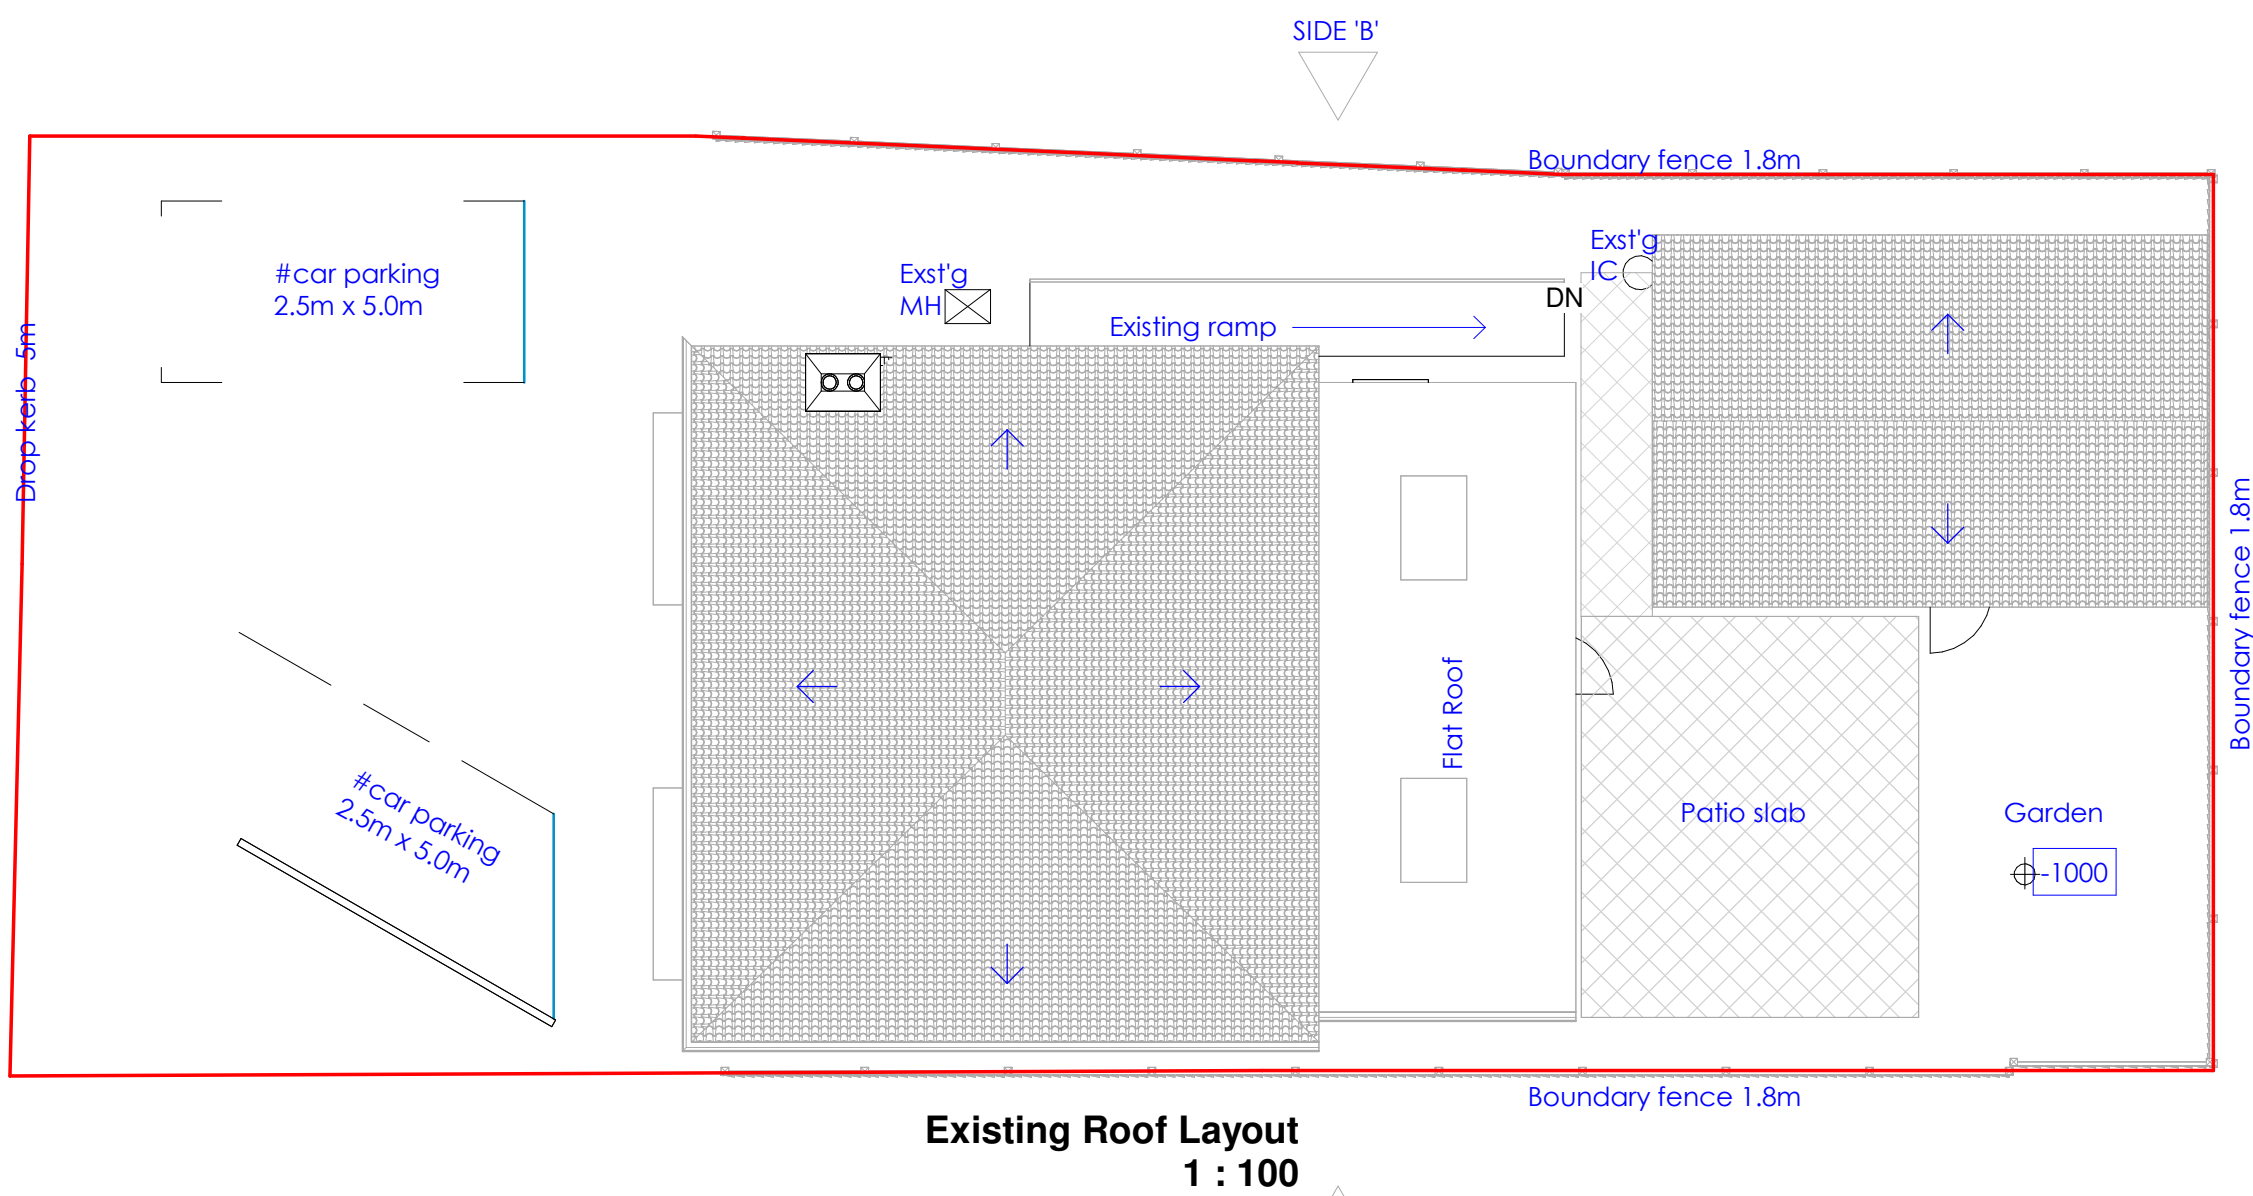 SIDE 'B'
Boundary fence 1.8m
Exst'g
IC
#car parking
2.5m x 5.0m
Exst'g
MH
DN
Existing ramp
Drop kerb  5m
Boundary fence 1.8m
Flat Roof
#car parking
2.5m x 5.0m
Patio slab
Garden
-1000
Boundary fence 1.8m
Existing Roof Layout
1 : 100